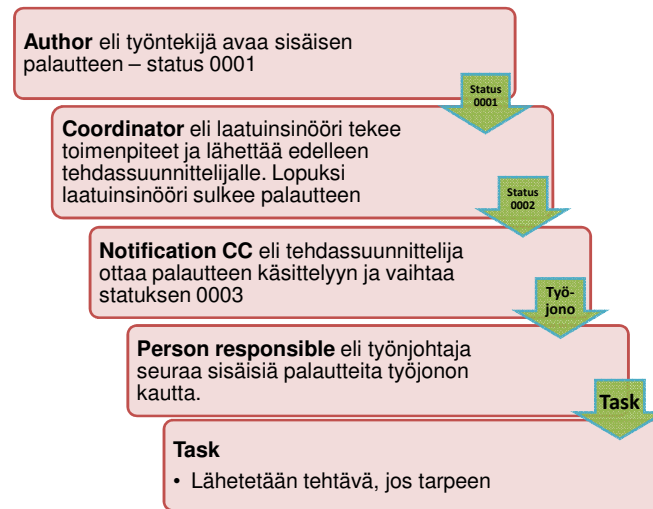 Author eli työntekijä avaa sisäisen
palautteen – status 0001
Status
0001
Coordinator eli laatuinsinööri tekee
toimenpiteet ja lähettää edelleen
tehdassuunnittelijalle. Lopuksi
laatuinsinööri sulkee palautteen
Status
0002
Notification CC eli tehdassuunnittelija
ottaa palautteen käsittelyyn ja vaihtaa
statuksen 0003
Työ-
jono
Person responsible eli työnjohtaja
seuraa sisäisiä palautteita työjonon
kautta.
Task
Task
• Lähetetään tehtävä, jos tarpeen